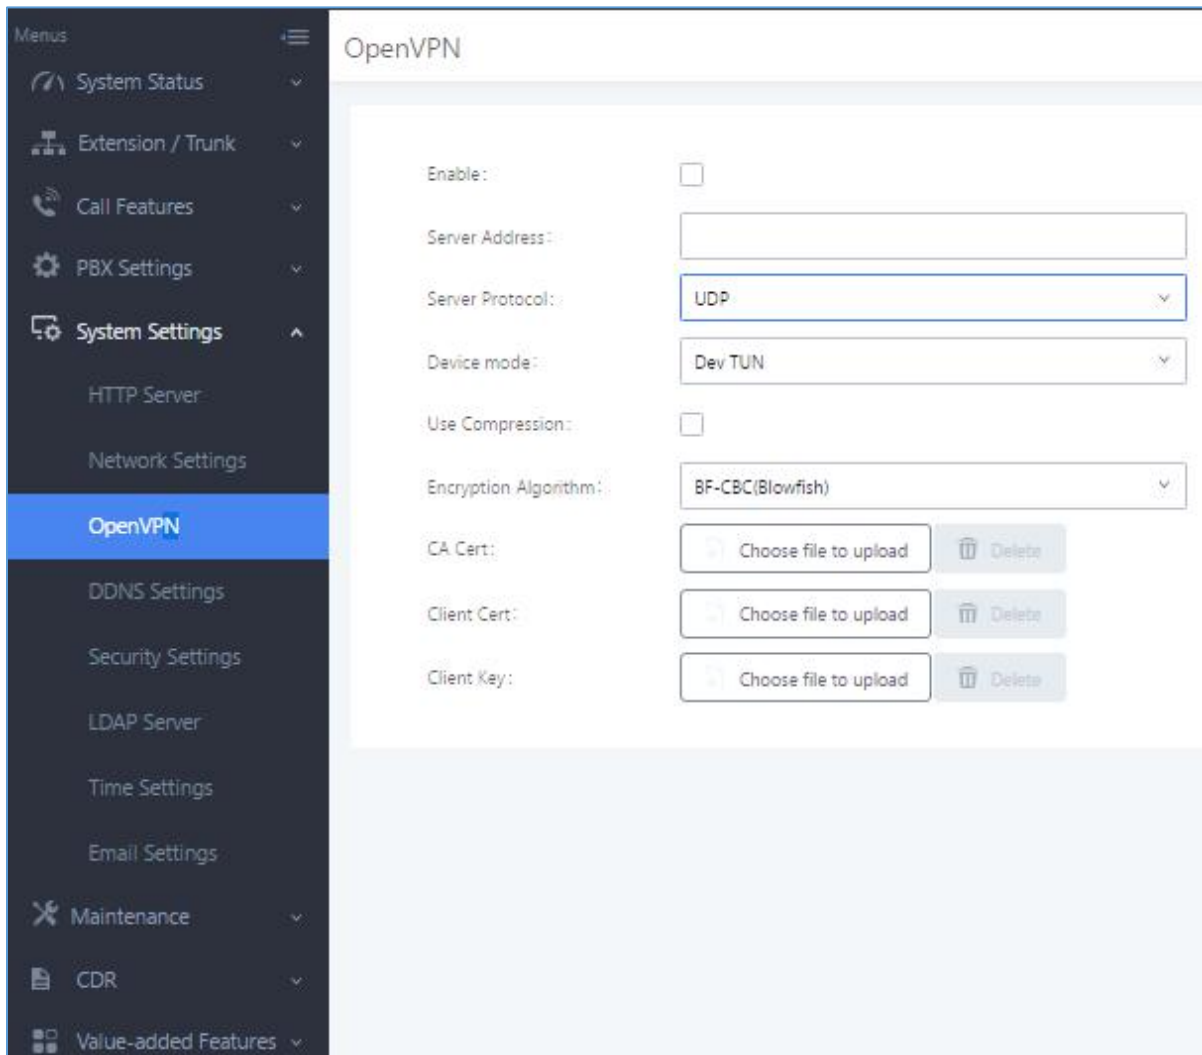 Menus
System Status
Extension / Trunk
Call Features
PBX Settings
System Settings
HTTP Server
Network Settings
OpenVPN
DDNS Settings
Security Settings
LDAP Server
Time Settings
Email Settings
Maintenance
CDR
Value-added Features
OpenVPN
Enable:
Server Address:
Server Protocol: UDP
Device mode: Dev TUN
Use Compression:
Encryption Algorithm: BF-CBC(Blowfish)
CA Cert: Choose file to upload Delete
Client Cert: Choose file to upload Delete
Client Key: Choose file to upload Delete